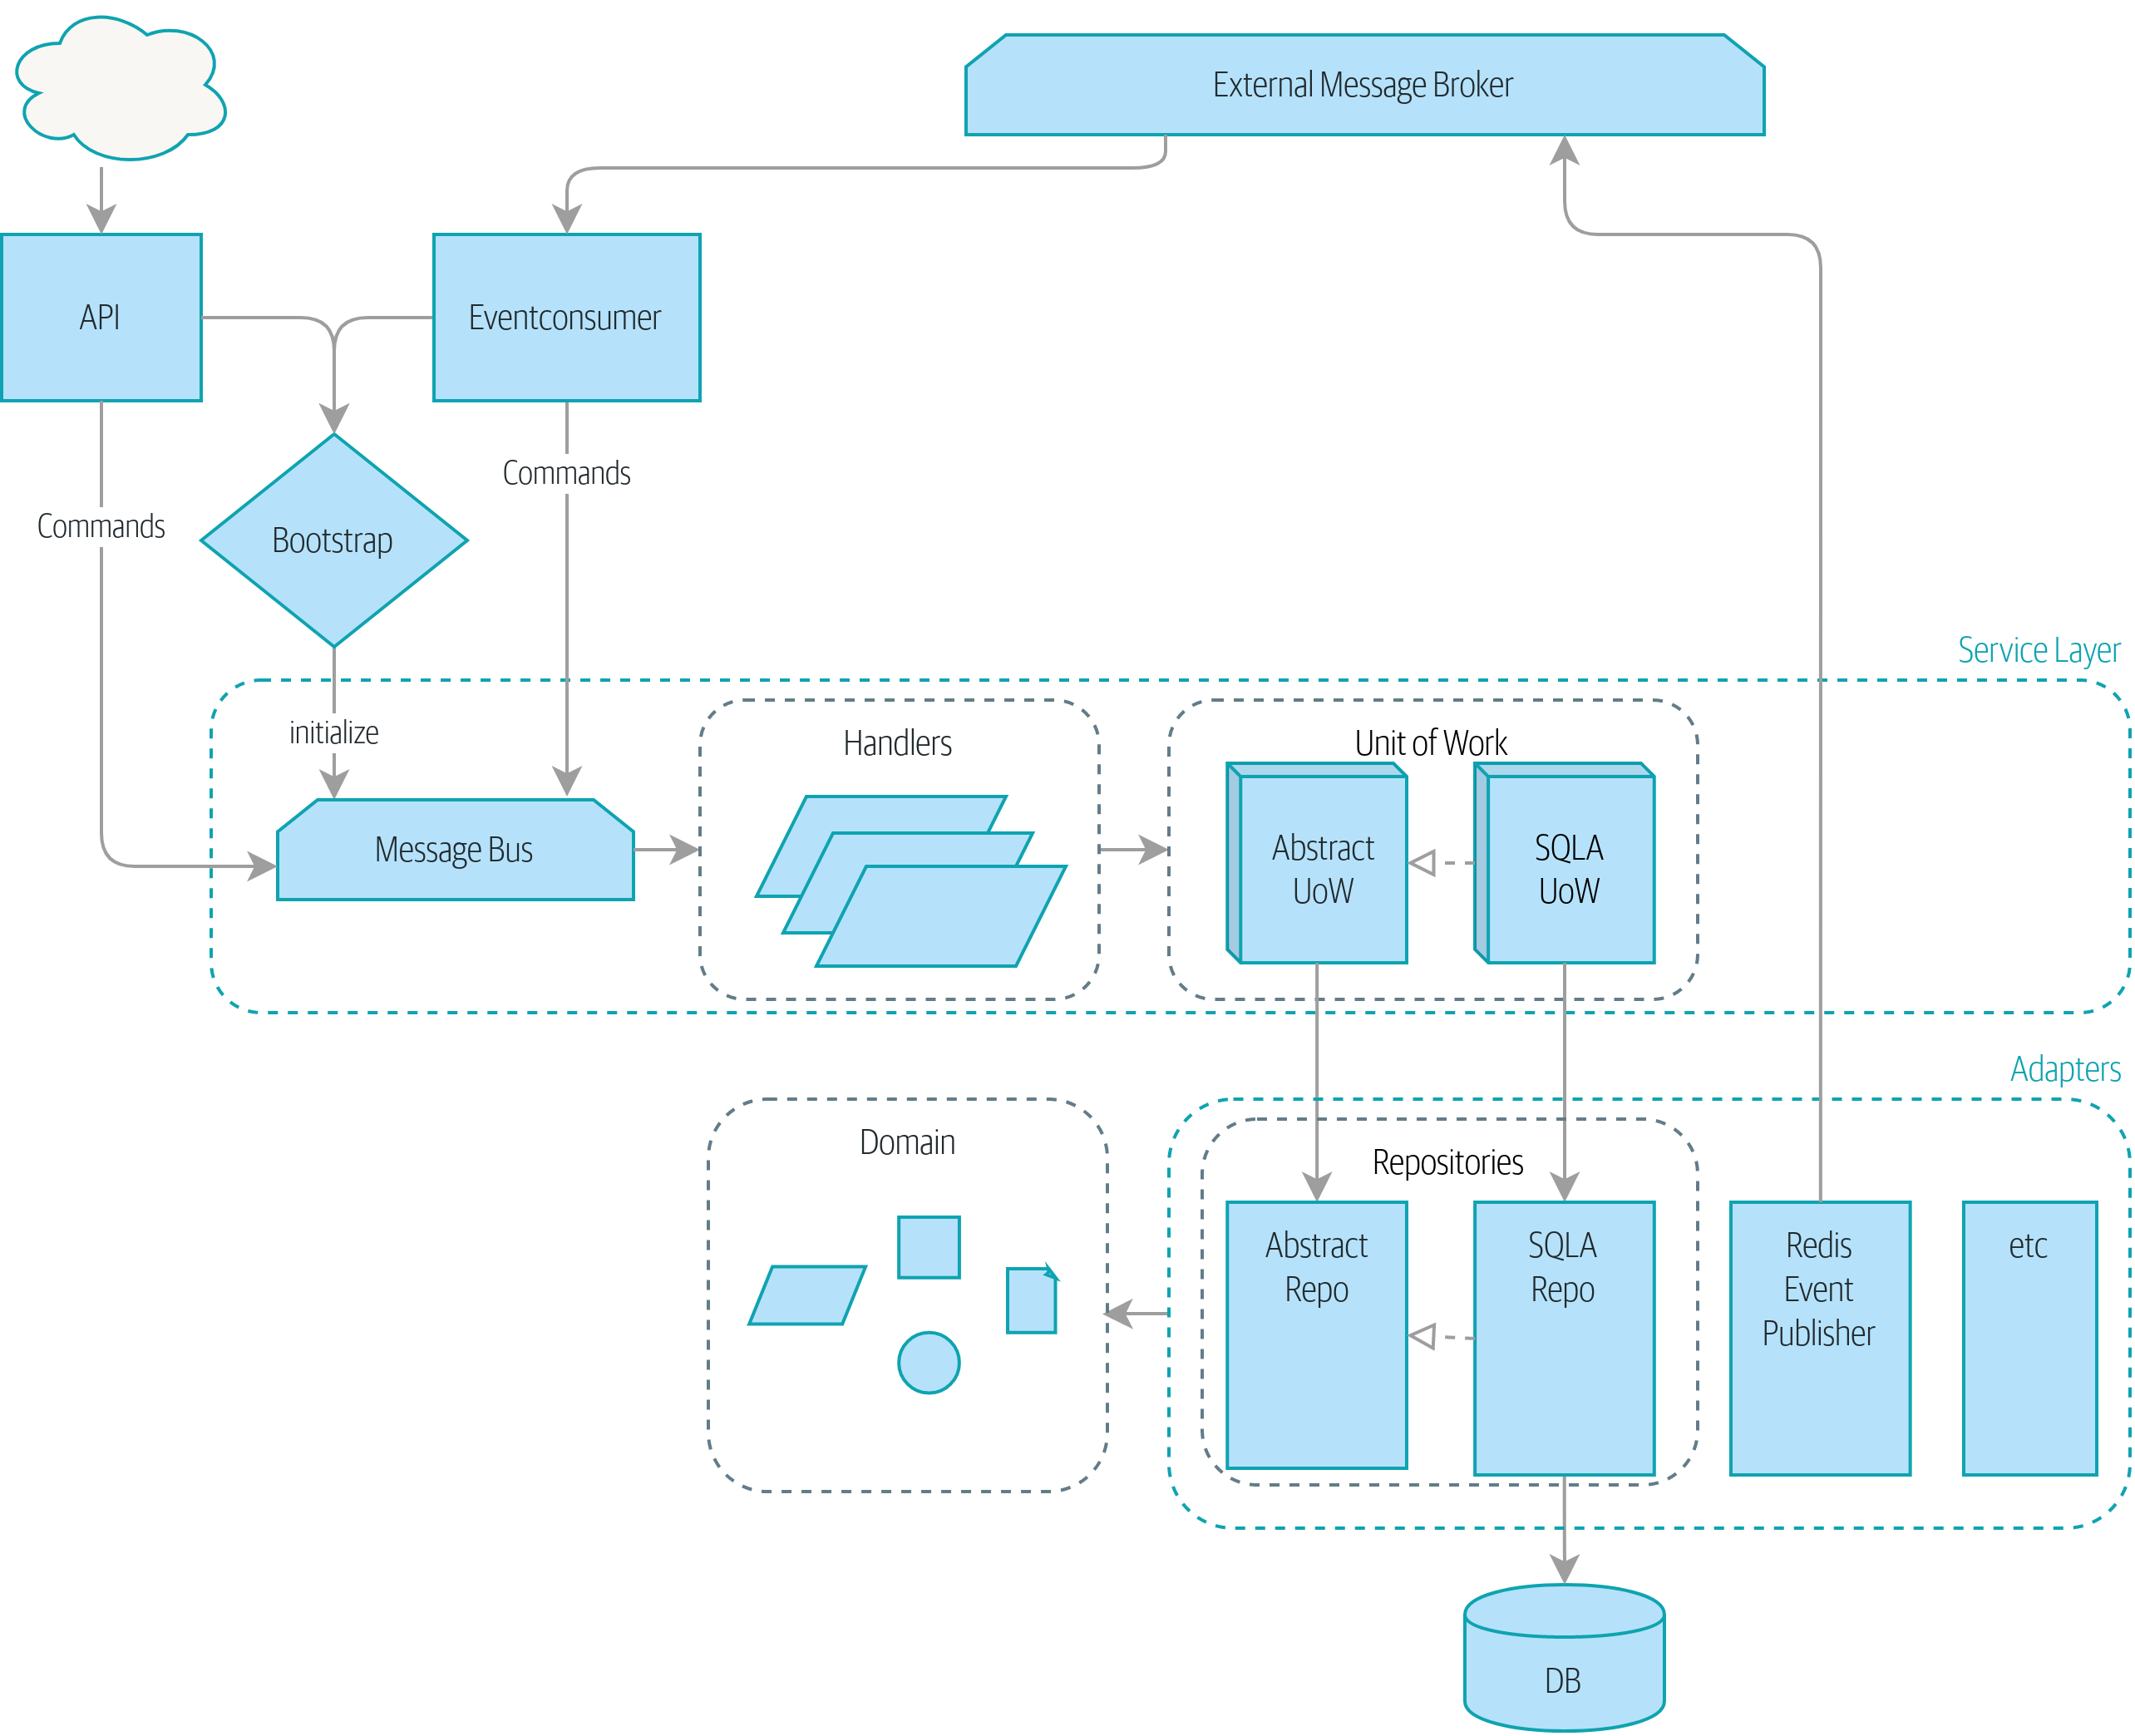 External Message Broker
API
Eventconsumer
Commands
Commands
Bootstrap
Service Layer
initialize
Handlers
Unit of Work
Message Bus
Abstract
UoW
SQLA
UoW
Adapters
Domain
Repositories
Abstract
Repo
SQLA
Repo
Redis
Event
Publisher
etc
DB